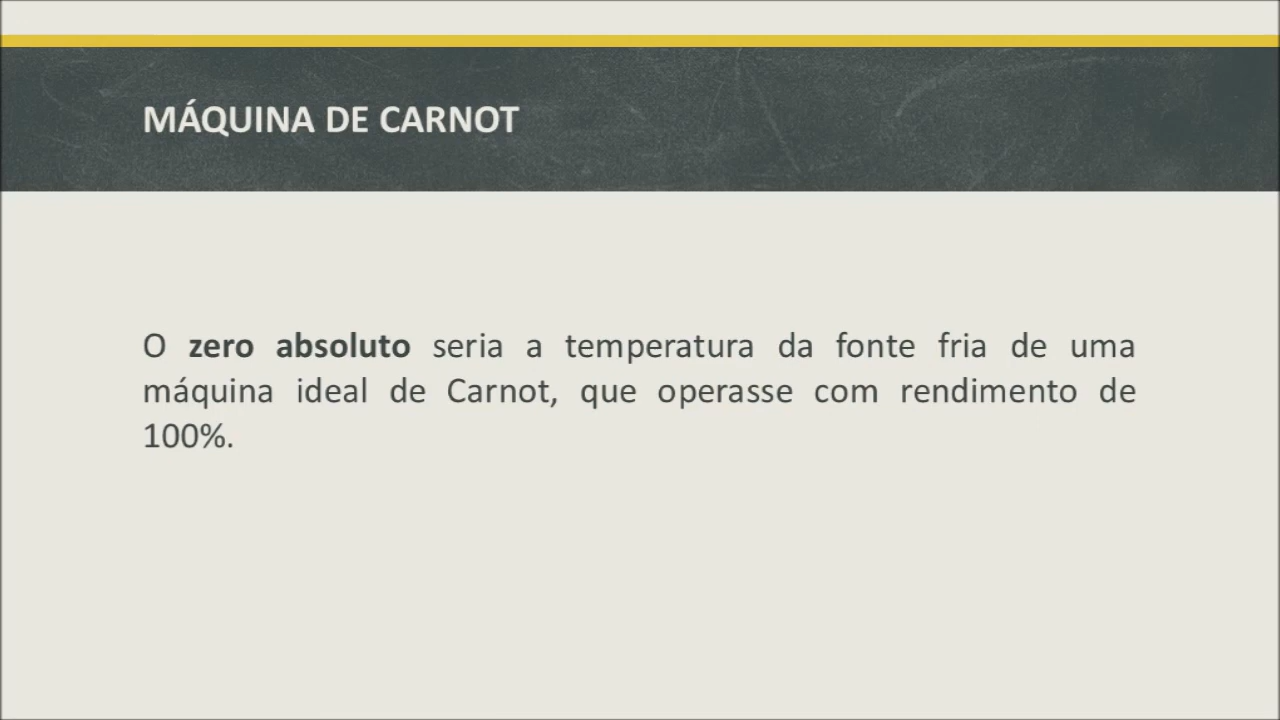 MÁQUINA DE CARNOT
O zero absoluto seria a temperatura da fonte fria de uma
máquina ideal de Carnot, que operasse com rendimento de
100%.